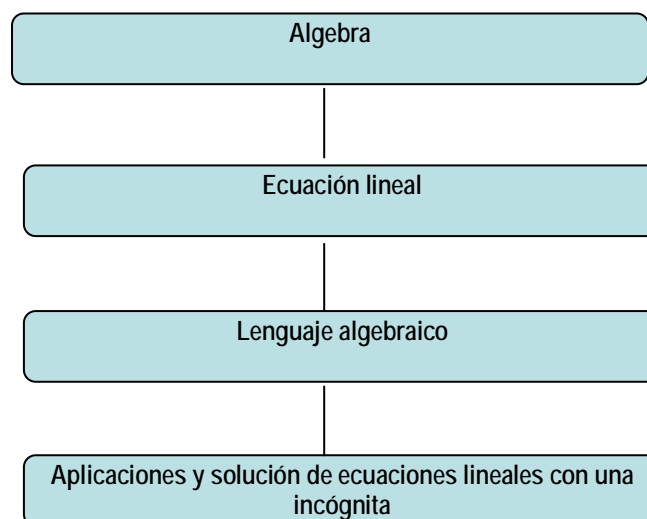 Algebra
Ecuación lineal
Lenguaje algebraico
Aplicaciones y solución de ecuaciones lineales con una
incógnita